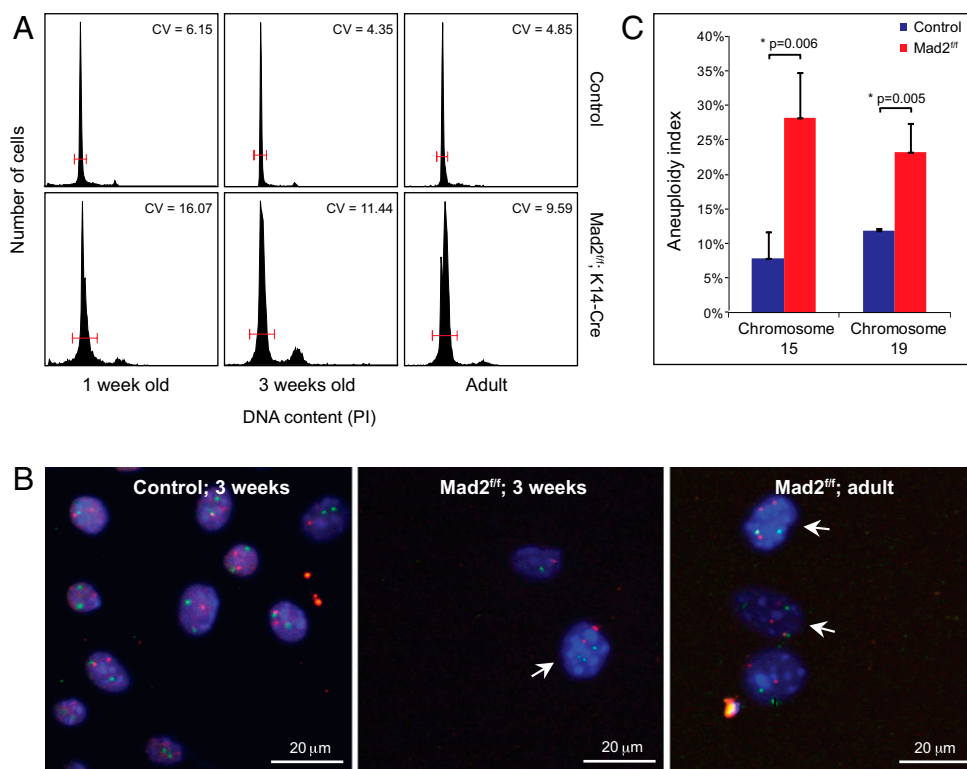 A
CV = 6.15
CV = 4.35
CV = 4.85
Control
Number of cells
CV = 16.07
CV = 11.44
CV = 9.59
Mad2f/f; K14-Cre
1 week old
3 weeks old
Adult
DNA content (PI)
C
Control
Mad2f/f
40%
35%
30%
25%
20%
15%
10%
5%
0%
Aneuploidy index
* p=0.006
* p=0.005
Chromosome 15
Chromosome 19
B
Control; 3 weeks
Mad2f/f; 3 weeks
Mad2f/f; adult
20 μm
20 μm
20 μm